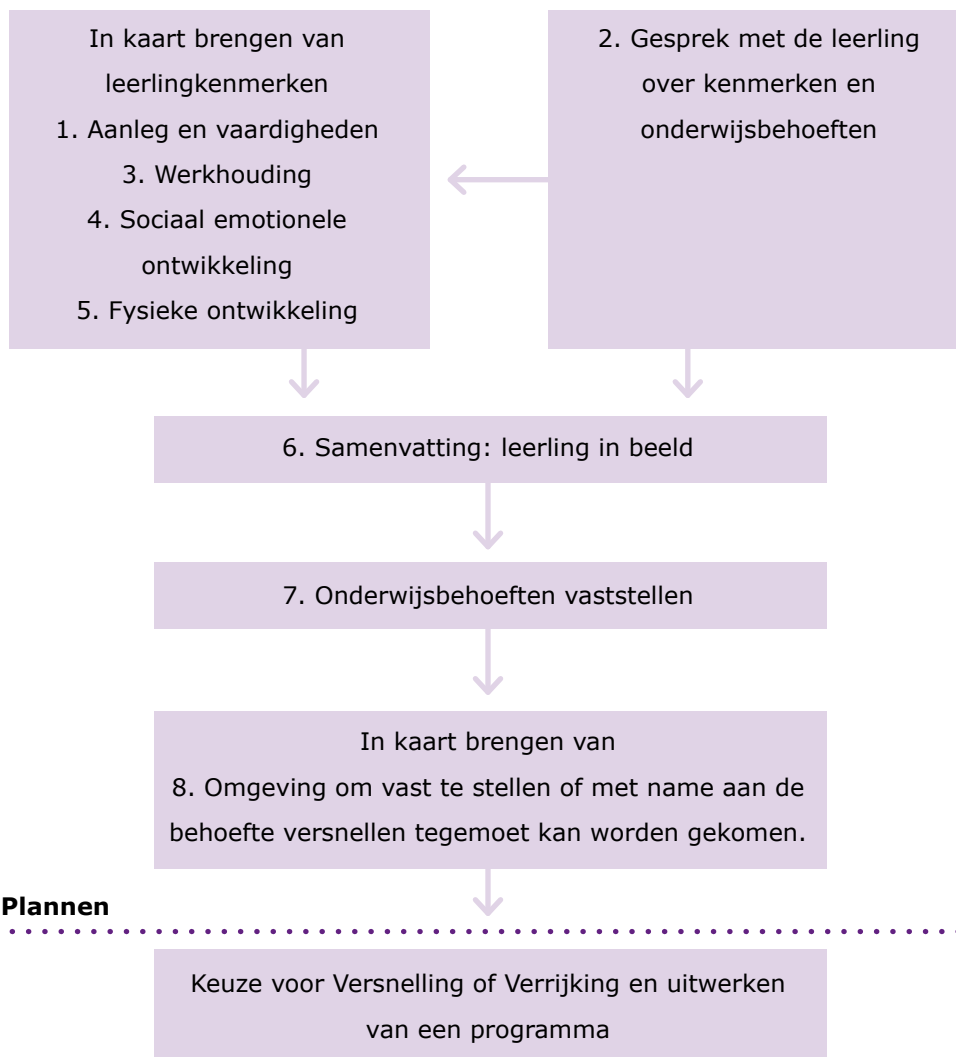 In kaart brengen van
leerlingkenmerken
1. Aanleg en vaardigheden
3. Werkhouding
4. Sociaal emotionele
ontwikkeling
5. Fysieke ontwikkeling
2. Gesprek met de leerling
over kenmerken en
onderwijsbehoeften
6. Samenvatting: leerling in beeld
7. Onderwijsbehoeften vaststellen
In kaart brengen van
8. Omgeving om vast te stellen of met name aan de
behoefte versnellen tegemoet kan worden gekomen.
Plannen
Keuze voor Versnelling of Verrijking en uitwerken
van een programma